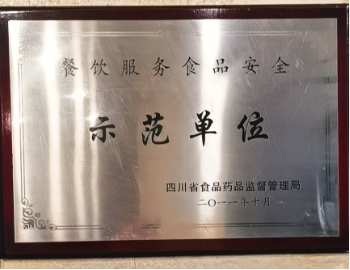 餐饮服务食品安全
示范单位
四川省食品药品监督管理局
二〇一一年十月